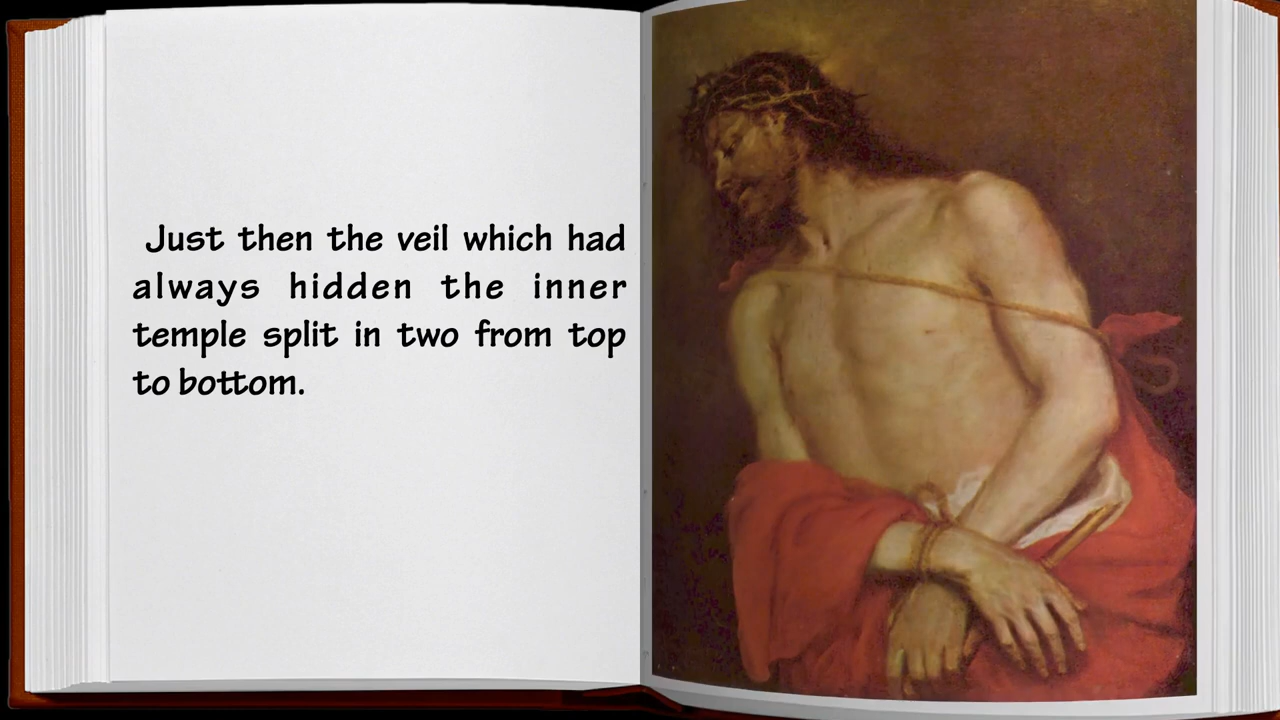 Just then the veil which had
always hidden the inner
temple split in two from top
to bottom.